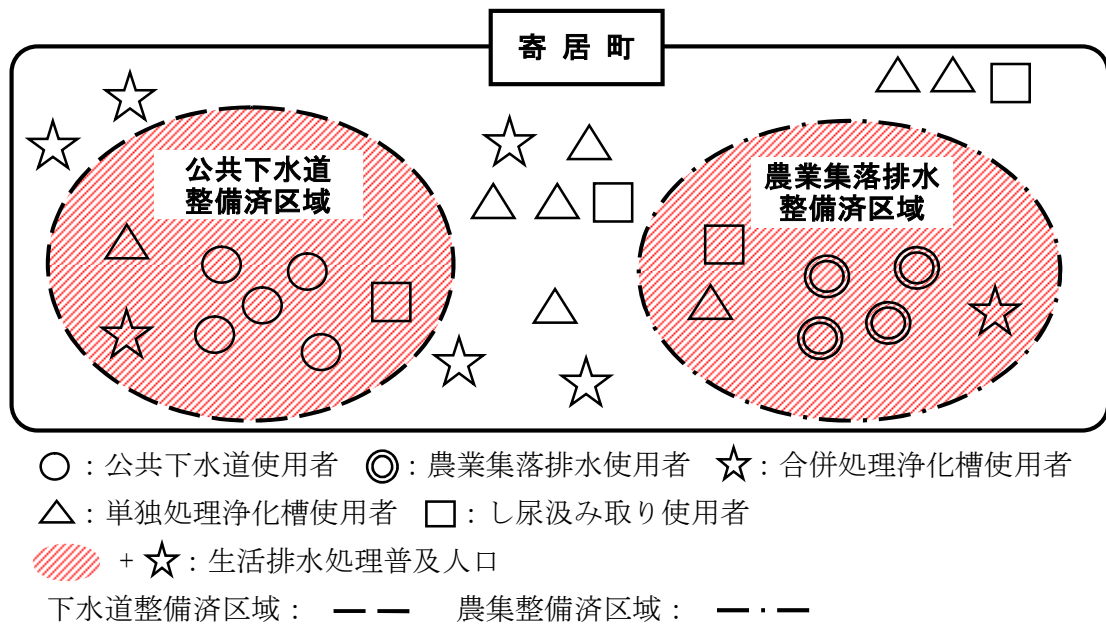 寄居町
公共下水道
整備済区域
農業集落排水
整備済区域
○：公共下水道使用者 ◎：農業集落排水使用者 ☆：合併処理浄化槽使用者
△：単独処理浄化槽使用者 □：し尿汲み取り使用者
+ ☆：生活排水処理普及人口
下水道整備済区域： 農集整備済区域：